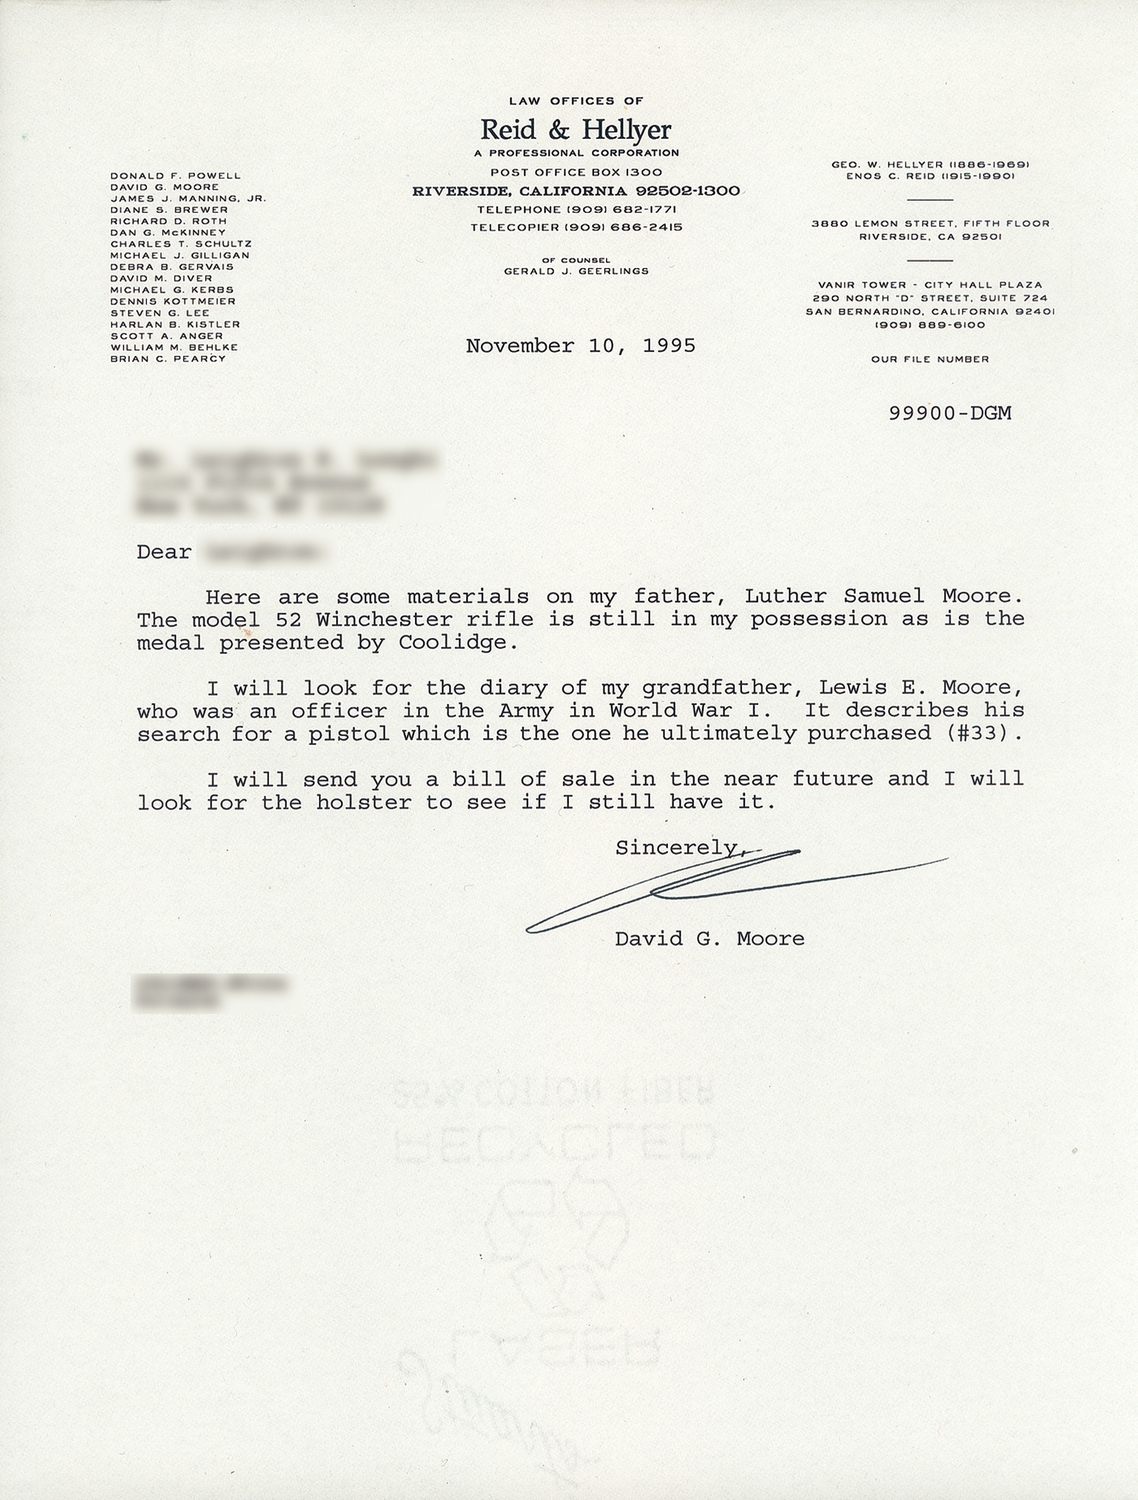 LAW OFFICES OF
Reid & Hellyer
A PROFESSIONAL CORPORATION
POST OFFICE BOX 1300
RIVERSIDE, CALIFORNIA 92502-1300
TELEPHONE (909) 682-1771
TELECOPIER (909) 686-2415
OF COUNSEL
GERALD J. GEERLINGS
DONALD F. POWELL
DAVID G. MOORE
JAMES J. MANNING, JR.
DIANE S. BREWER
RICHARD D. ROTH
DAN G. McKINNEY
CHARLES T. SCHULTZ
MICHAEL J. GILLIGAN
DEBRA B. GERVAIS
DAVID M. DIVER
MICHAEL G. KERBS
DENNIS KOTTMEIER
STEVEN G. LEE
HARLAN B. KISTLER
SCOTT A. ANGER
WILLIAM M. BEHLKE
BRIAN C. PEARCY
GEO. W. HELLYER (1886-1969)
ENOS C. REID (1915-1990)
3880 LEMON STREET, FIFTH FLOOR
RIVERSIDE, CA 92501
VANIR TOWER - CITY HALL PLAZA
290 NORTH "D" STREET, SUITE 724
SAN BERNARDINO, CALIFORNIA 92401
(909) 889-6100
OUR FILE NUMBER
November 10, 1995
99900-DGM
Dear
Here are some materials on my father, Luther Samuel Moore.
The model 52 Winchester rifle is still in my possession as is the
medal presented by Coolidge.
I will look for the diary of my grandfather, Lewis E. Moore,
who was an officer in the Army in World War I. It describes his
search for a pistol which is the one he ultimately purchased (#33).
I will send you a bill of sale in the near future and I will
look for the holster to see if I still have it.
Sincerely,
David G. Moore
25% COTTON FIBER
RECYCLED
LASER